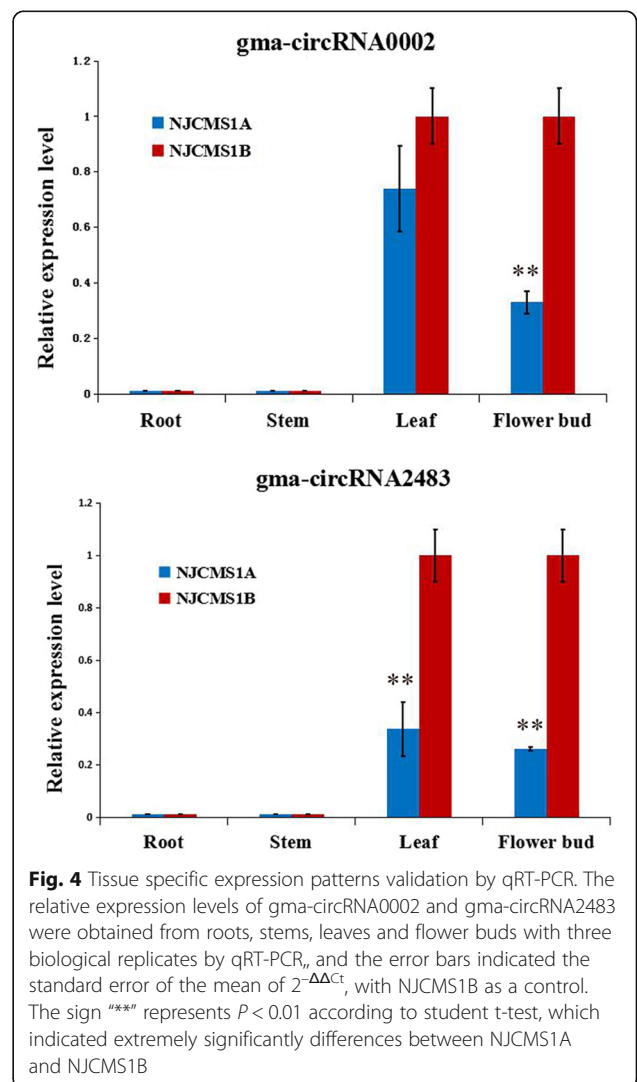 gma-circRNA0002
1.2
1
0.8
0.6
0.4
0.2
0
Relative expression level
NJCMS1A
NJCMS1B
**
Root Stem Leaf Flower bud
gma-circRNA2483
1.2
1
0.8
0.6
0.4
0.2
0
Relative expression level
NJCMS1A
NJCMS1B
**
**
Root Stem Leaf Flower bud
Fig. 4 Tissue specific expression patterns validation by qRT-PCR. The
relative expression levels of gma-circRNA0002 and gma-circRNA2483
were obtained from roots, stems, leaves and flower buds with three
biological replicates by qRT-PCR,, and the error bars indicated the
standard error of the mean of 2⁻ΔΔCt, with NJCMS1B as a control.
The sign “**” represents P < 0.01 according to student t-test, which
indicated extremely significantly differences between NJCMS1A
and NJCMS1B